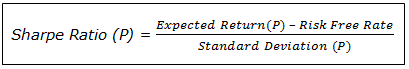 Sharpe Ratio (P) = Expected Return(P) – Risk Free Rate
Standard Deviation (P)